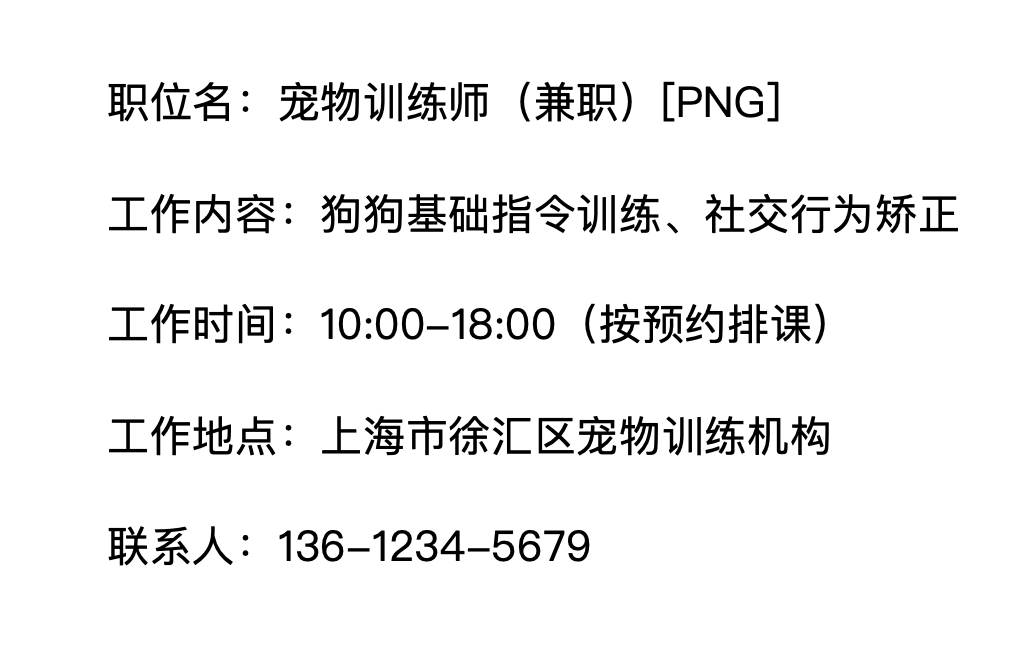 职位名：宠物训练师（兼职）[PNG]
工作内容：狗狗基础指令训练、社交行为矫正
工作时间：10:00–18:00（按预约排课）
工作地点：上海市徐汇区宠物训练机构
联系人：136–1234–5679